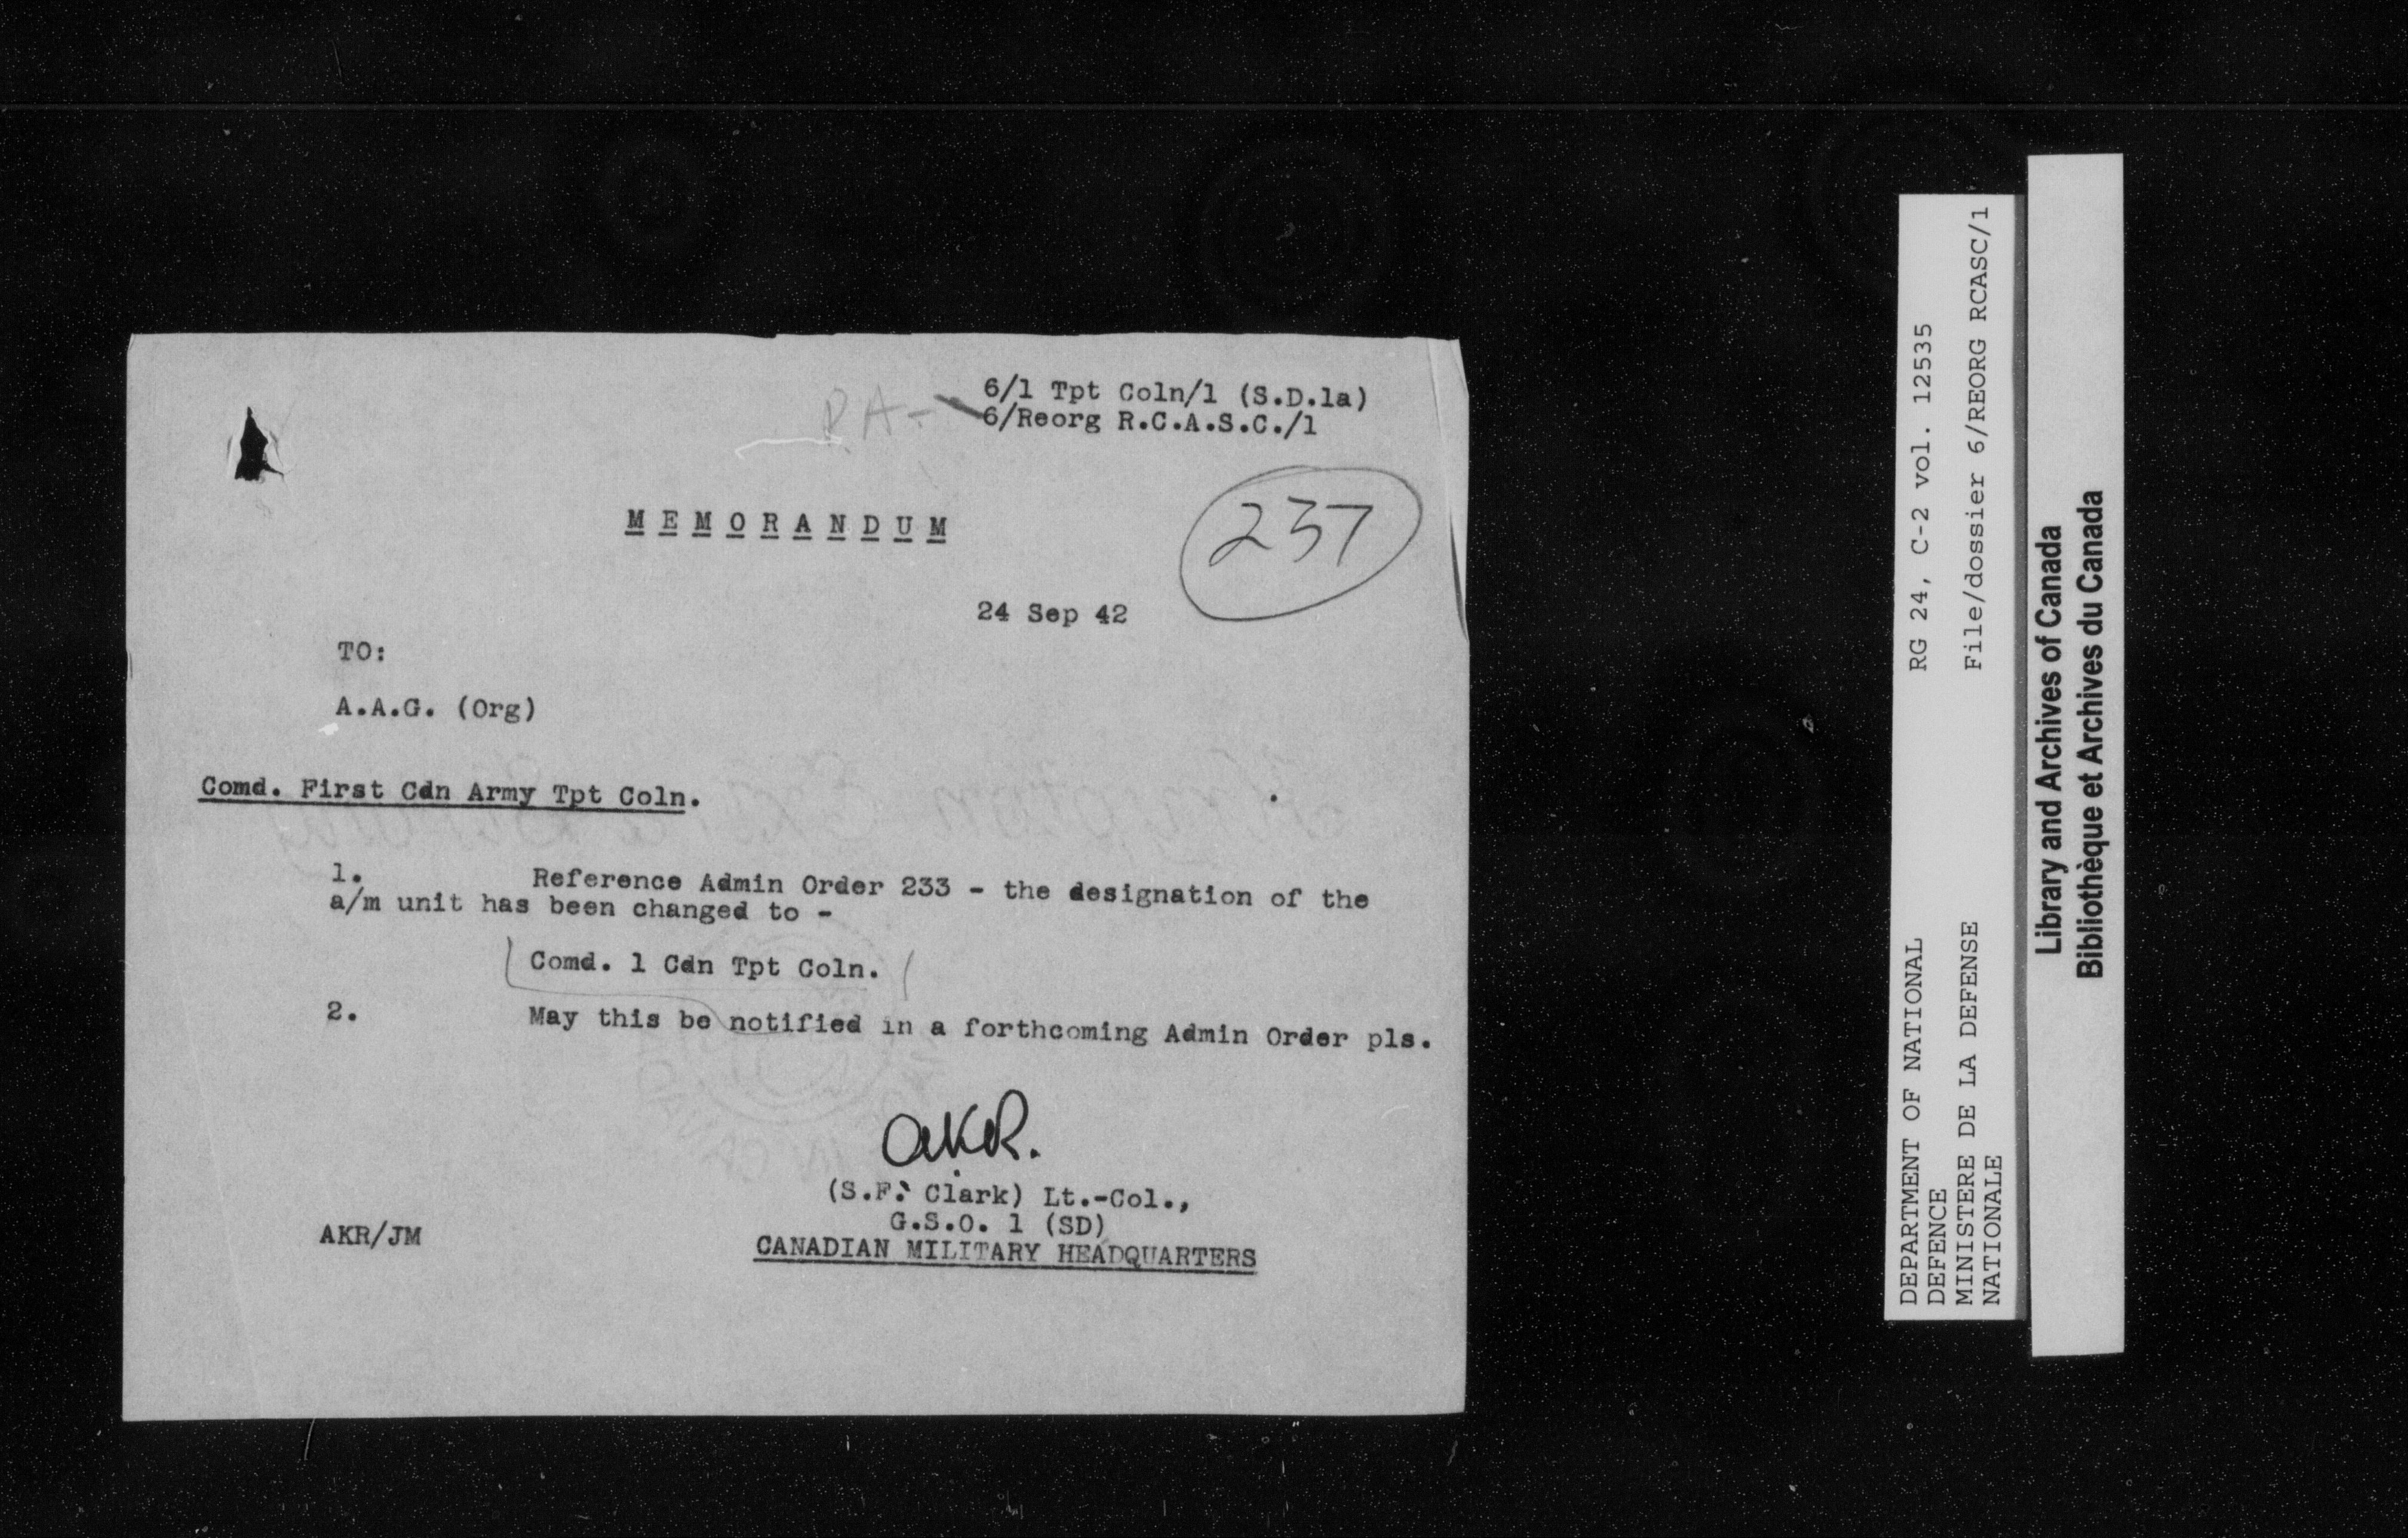 6/1 Tpt Coln/1 (S.D.1a)
P.A- 6/Reorg R.C.A.S.C./1
MEMORANDUM
237
24 Sep 42
TO:
A.A.G. (Org)
Comd. First Cdn Army Tpt Coln.
1. Reference Admin Order 233 - the designation of the
a/m unit has been changed to -
Comd. 1 Cdn Tpt Coln.
2. May this be notified in a forthcoming Admin Order pls.
AKR.
(S.F. Clark) Lt.-Col.,
G.S.O. 1 (SD)
AKR/JM
CANADIAN MILITARY HEADQUARTERS
DEPARTMENT OF NATIONAL
DEFENCE
MINISTERE DE LA DEFENSE
NATIONALE
RG 24, C-2 vol. 12535
File/dossier 6/REORG RCASC/1
Library and Archives of Canada
Bibliothèque et Archives du Canada